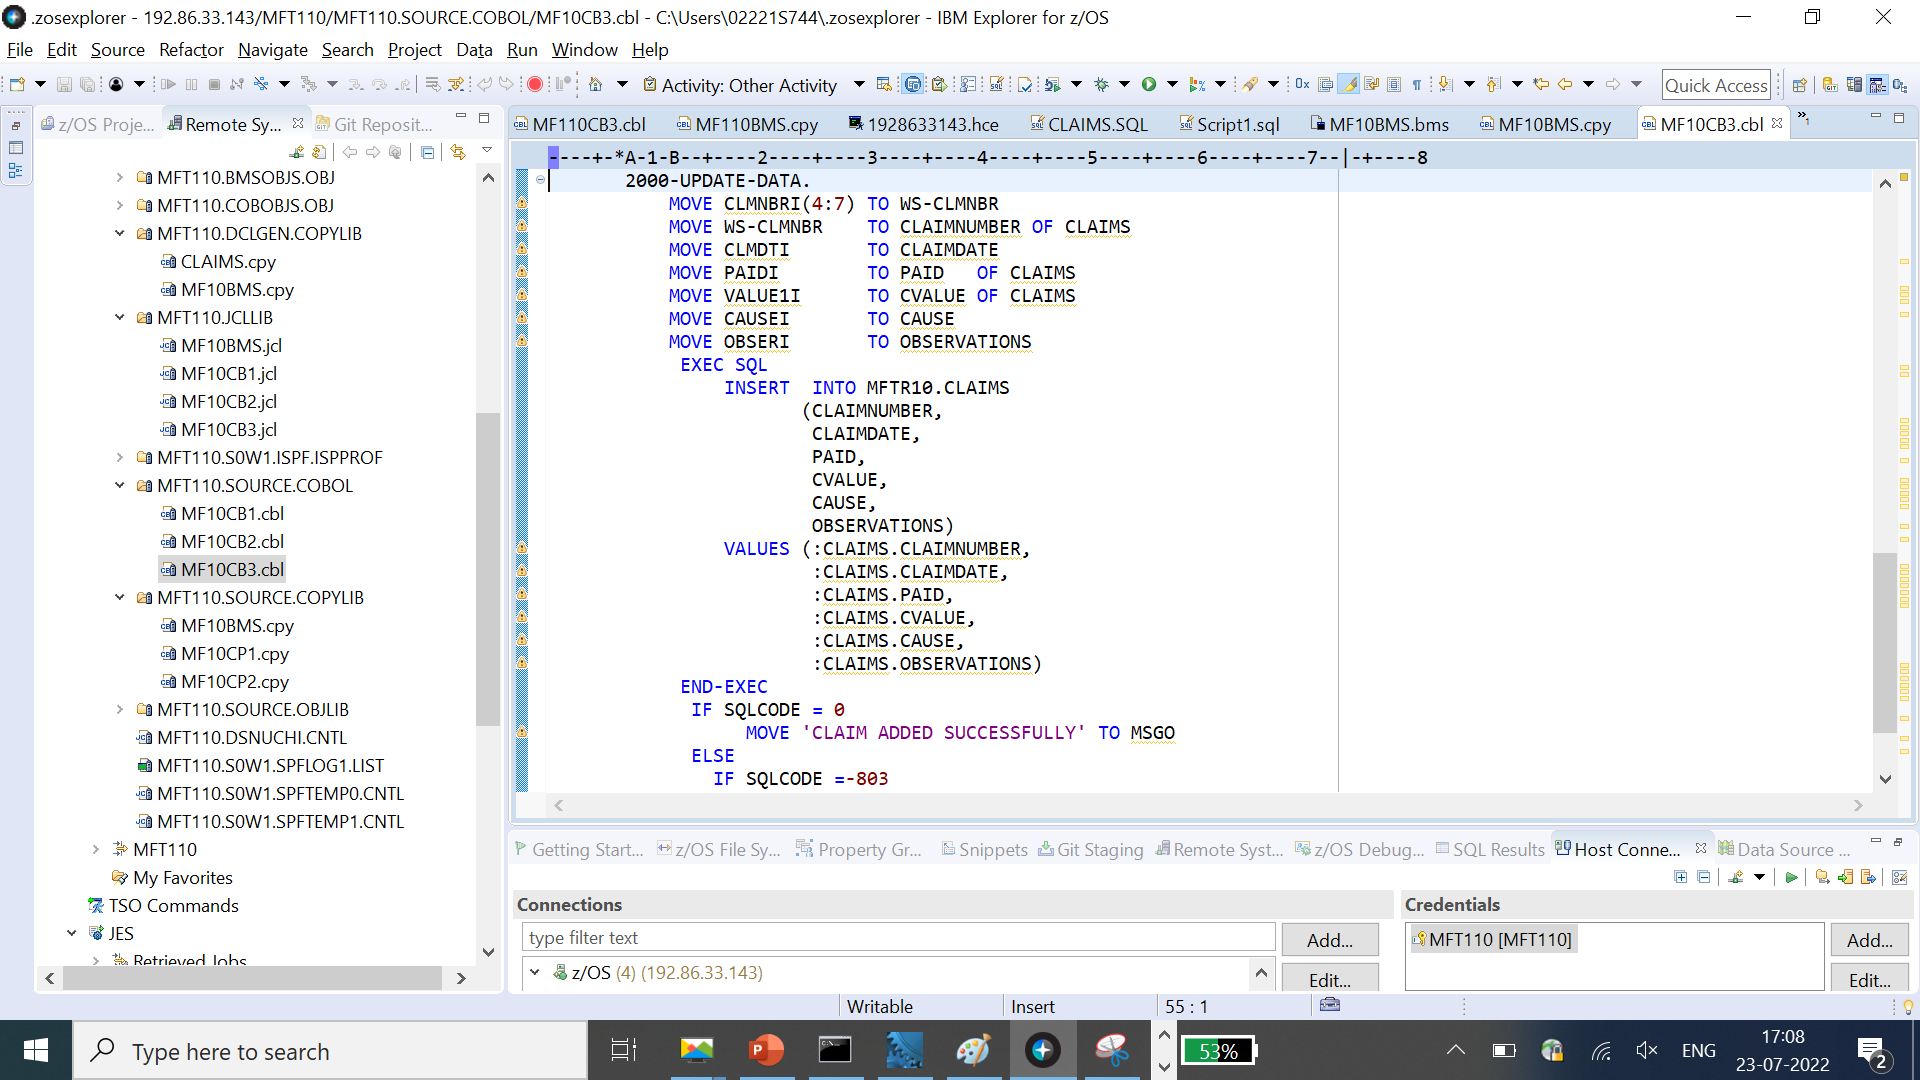 .zosexplorer - 192.86.33.143/MFT110/MFT110.SOURCE.COBOL/MF10CB3.cbl - C:\Users\02221S744\.zosexplorer - IBM Explorer for z/OS
File Edit Source Refactor Navigate Search Project Data Run Window Help
Activity: Other Activity
Quick Access
z/OS Proje...
Remote Sy...
Git Reposit...
MFT110.BMSOBJS.OBJ
MFT110.COBOBJS.OBJ
MFT110.DCLGEN.COPYLIB
CLAIMS.cpy
MF10BMS.cpy
MFT110.JCLLIB
MF10BMS.jcl
MF10CB1.jcl
MF10CB2.jcl
MF10CB3.jcl
MFT110.S0W1.ISPF.ISPPROF
MFT110.SOURCE.COBOL
MF10CB1.cbl
MF10CB2.cbl
MF10CB3.cbl
MFT110.SOURCE.COPYLIB
MF10BMS.cpy
MF10CP1.cpy
MF10CP2.cpy
MFT110.SOURCE.OBJLIB
MFT110.DSNUCHI.CNTL
MFT110.S0W1.SPFLOG1.LIST
MFT110.S0W1.SPFTEMP0.CNTL
MFT110.S0W1.SPFTEMP1.CNTL
MFT110
My Favorites
TSO Commands
JES
Retrieved Jobs
MF110CB3.cbl MF110BMS.cpy 1928633143.hce CLAIMS.SQL Script1.sql MF10BMS.bms MF10BMS.cpy MF10CB3.cbl
----+-*A-1-B--+----2----+----3----+----4----+----5----+----6----+----7--|-+----8
2000-UPDATE-DATA.
MOVE CLMNBRI(4:7) TO WS-CLMNBR
MOVE WS-CLMNBR TO CLAIMNUMBER OF CLAIMS
MOVE CLMDTI TO CLAIMDATE
MOVE PAIDI TO PAID OF CLAIMS
MOVE VALUE1I TO CVALUE OF CLAIMS
MOVE CAUSEI TO CAUSE
MOVE OBSERI TO OBSERVATIONS
EXEC SQL
INSERT INTO MFTR10.CLAIMS
(CLAIMNUMBER,
CLAIMDATE,
PAID,
CVALUE,
CAUSE,
OBSERVATIONS)
VALUES (:CLAIMS.CLAIMNUMBER,
:CLAIMS.CLAIMDATE,
:CLAIMS.PAID,
:CLAIMS.CVALUE,
:CLAIMS.CAUSE,
:CLAIMS.OBSERVATIONS)
END-EXEC
IF SQLCODE = 0
MOVE 'CLAIM ADDED SUCCESSFULLY' TO MSGO
ELSE
IF SQLCODE =-803
Getting Start... z/OS File Sy... Property Gr... Snippets Git Staging Remote Syst... z/OS Debug... SQL Results Host Conne... Data Source ...
Connections
type filter text
Add...
z/OS (4) (192.86.33.143)
Edit...
Credentials
MFT110 [MFT110]
Add...
Edit...
Writable Insert 55 : 1
Type here to search
53%
ENG
17:08
23-07-2022
2